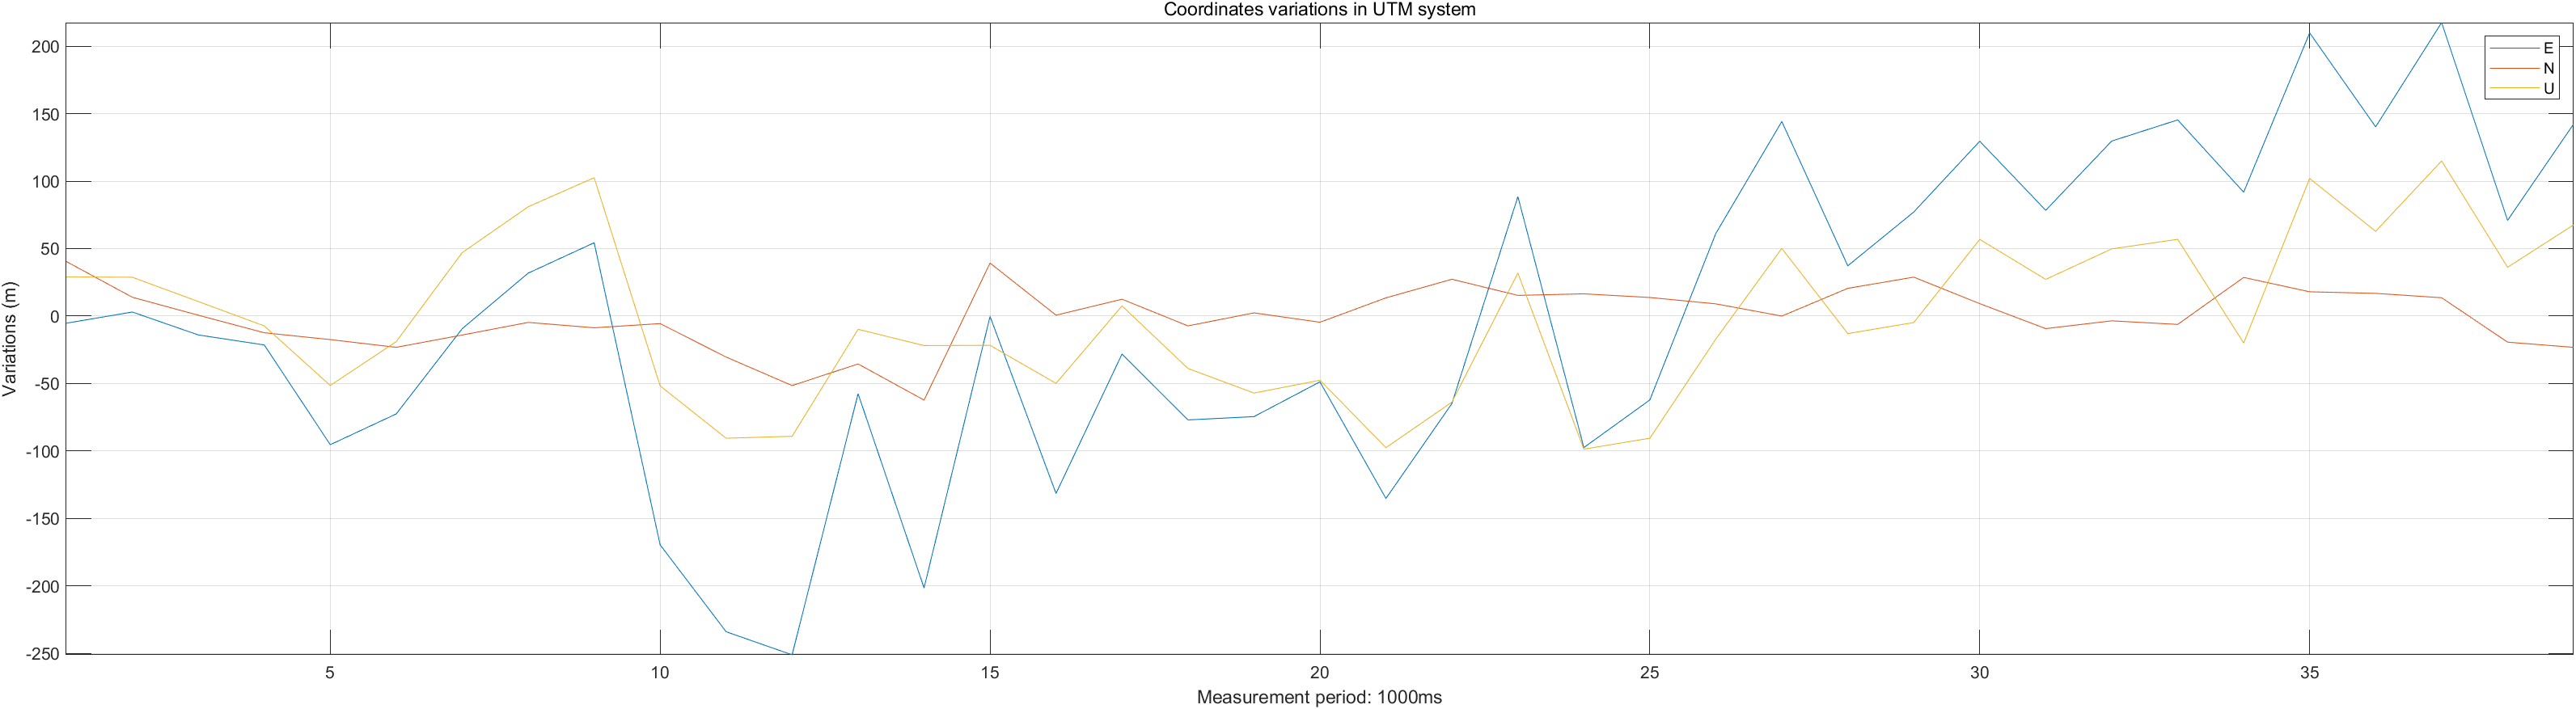 Coordinates variations in UTM system
E
N
U
Variations (m)
200
150
100
50
0
-50
-100
-150
-200
-250
5 10 15 20 25 30 35
Measurement period: 1000ms